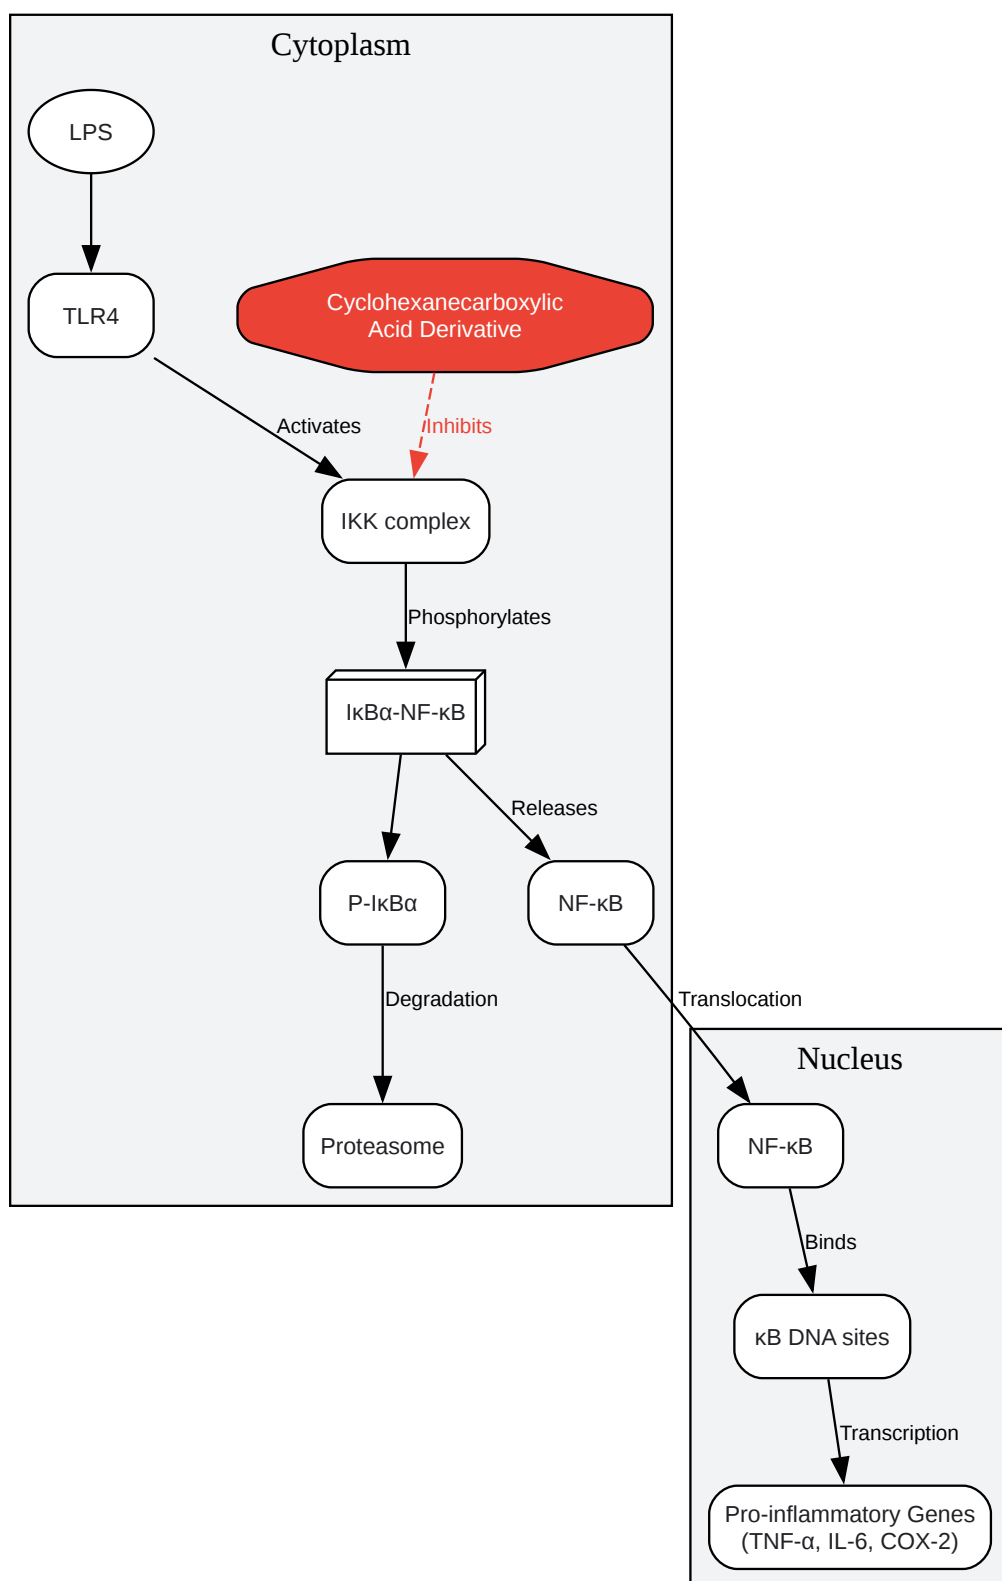 Cytoplasm
LPS
TLR4
Cyclohexanecarboxylic
Acid Derivative
Activates
Inhibits
IKK complex
Phosphorylates
IκBα-NF-κB
Releases
P-IκBα
NF-κB
Degradation
Translocation
Proteasome
Nucleus
NF-κB
Binds
κB DNA sites
Transcription
Pro-inflammatory Genes
(TNF-α, IL-6, COX-2)